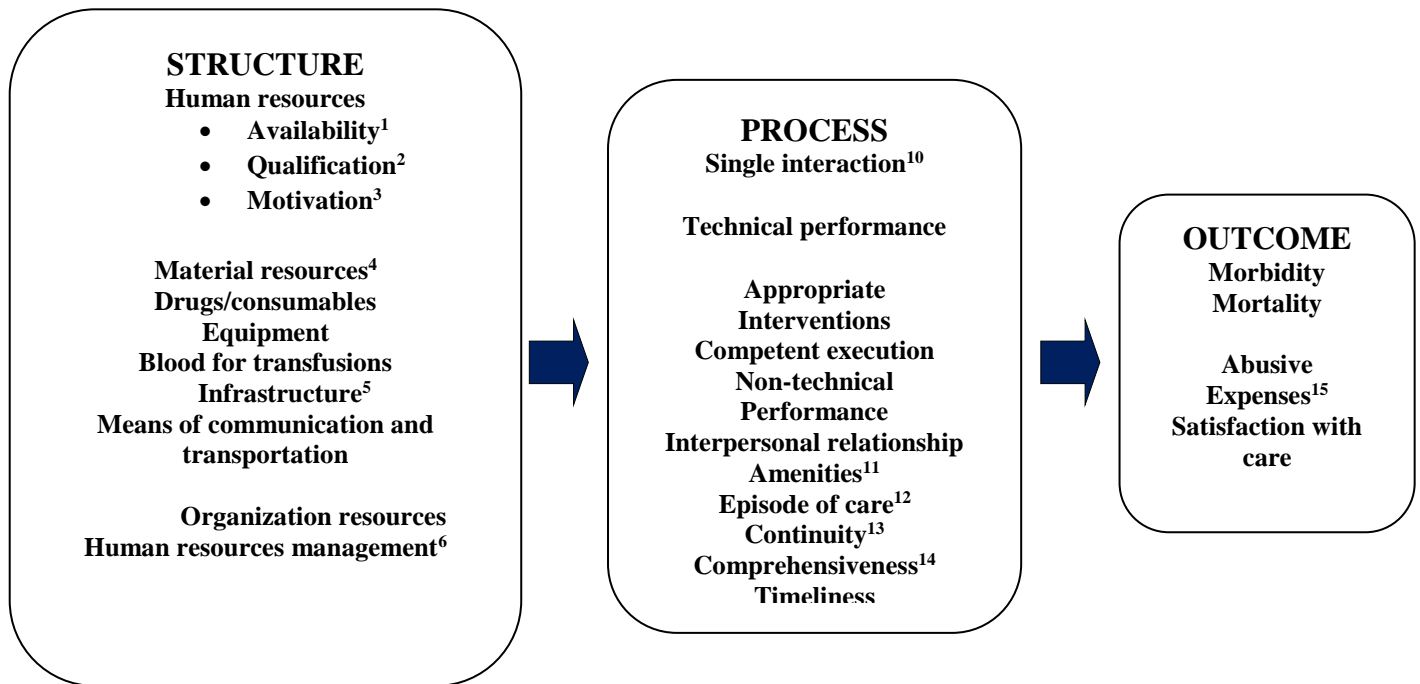 STRUCTURE
Human resources
• Availability¹
• Qualification²
• Motivation³
Material resources⁴
Drugs/consumables
Equipment
Blood for transfusions
Infrastructure⁵
Means of communication and
transportation
Organization resources
Human resources management⁶
PROCESS
Single interaction¹⁰
Technical performance
Appropriate
Interventions
Competent execution
Non-technical
Performance
Interpersonal relationship
Amenities¹¹
Episode of care¹²
Continuity¹³
Comprehensiveness¹⁴
Timeliness
OUTCOME
Morbidity
Mortality
Abusive
Expenses¹⁵
Satisfaction with
care